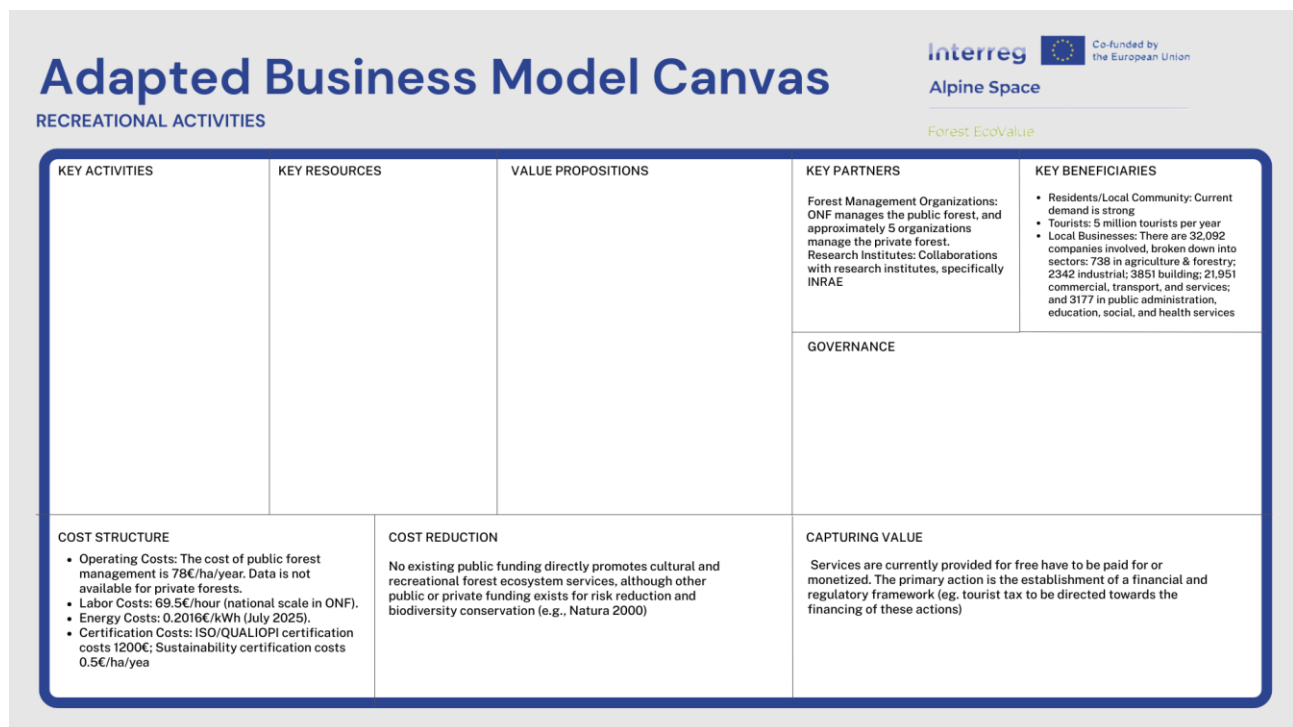 Adapted Business Model Canvas
RECREATIONAL ACTIVITIES
Interreg
Co-funded by
the European Union
Alpine Space
Forest EcoValue
KEY ACTIVITIES
KEY RESOURCES
VALUE PROPOSITIONS
KEY PARTNERS
Forest Management Organizations:
ONF manages the public forest, and
approximately 5 organizations
manage the private forest.
Research Institutes: Collaborations
with research institutes, specifically
INRAE
KEY BENEFICIARIES
• Residents/Local Community: Current
demand is strong
• Tourists: 5 million tourists per year
• Local Businesses: There are 32,092
companies involved, broken down into
sectors: 738 in agriculture & forestry;
2342 industrial; 3851 building; 21,951
commercial, transport, and services;
and 3177 in public administration,
education, social, and health services
GOVERNANCE
COST STRUCTURE
• Operating Costs: The cost of public forest
management is 78€/ha/year. Data is not
available for private forests.
• Labor Costs: 69.5€/hour (national scale in ONF).
• Energy Costs: 0.2016€/kWh (July 2025).
• Certification Costs: ISO/QUALIOPI certification
costs 1200€; Sustainability certification costs
0.5€/ha/yea
COST REDUCTION
No existing public funding directly promotes cultural and
recreational forest ecosystem services, although other
public or private funding exists for risk reduction and
biodiversity conservation (e.g., Natura 2000)
CAPTURING VALUE
Services are currently provided for free have to be paid for or
monetized. The primary action is the establishment of a financial and
regulatory framework (eg. tourist tax to be directed towards the
financing of these actions)